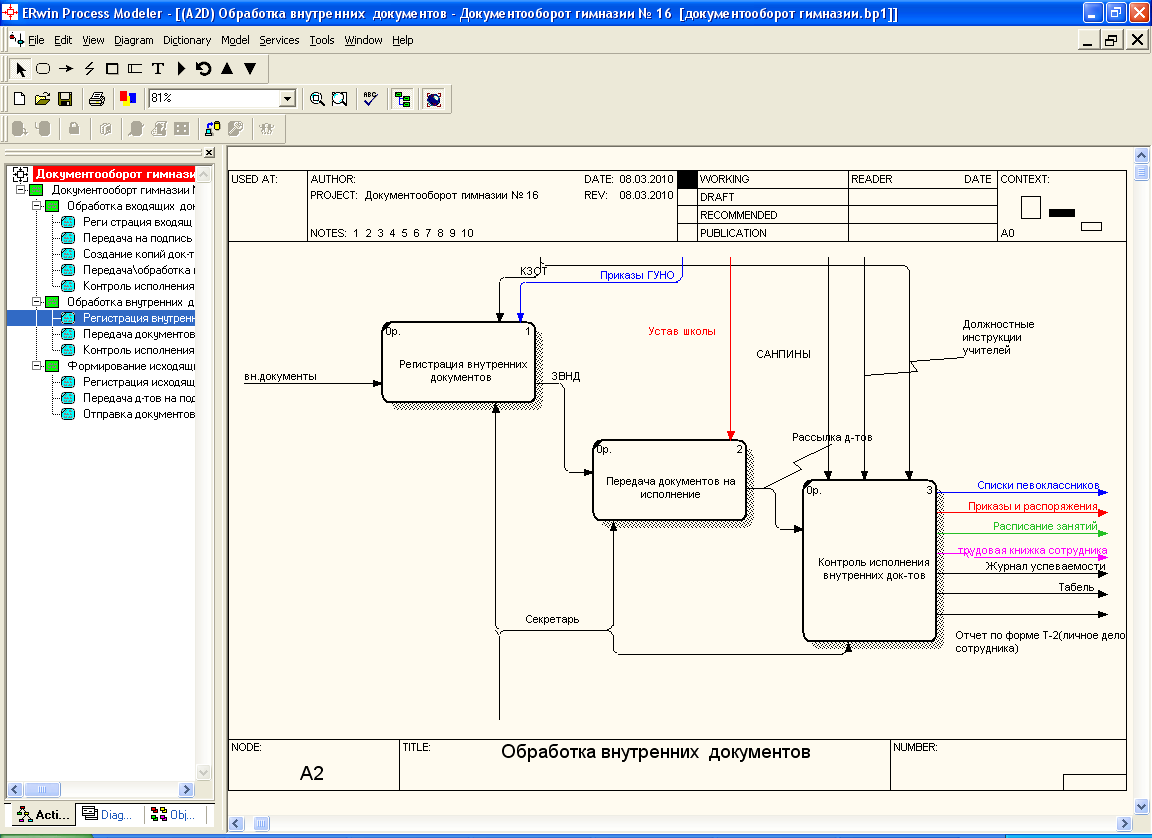 ERwin Process Modeler - [(A2D) Обработка внутренних документов - Документооборот гимназии № 16 [документооборот гимназии.bp1]]
File Edit View Diagram Dictionary Model Services Tools Window Help
T
81%
ABC
Документооборот гимнази
Документооборт гимназии
Обработка входящих до
Реги страция входящ
Передача на подпись
Создание копий док-т
Передача\обработка
Контроль исполнения
Обработка внутренних д
Регистрация внутренн
Передача документов
Контроль исполнения
Формирование исходящ
Регистрация исходящ
Передача д-тов на под
Отправка документов
Acti... Diag... Obj...
USED AT:
AUTHOR:
DATE: 08.03.2010
PROJECT: Документооборот гимназии № 16
REV: 08.03.2010
NOTES: 1 2 3 4 5 6 7 8 9 10
WORKING
DRAFT
RECOMMENDED
PUBLICATION
READER DATE
CONTEXT:
A0
КЗОТ
Приказы ГУНО
Устав школы
САНПИНЫ
Должностные
инструкции
учителей
0р. 1
Регистрация внутренних
документов
вн.документы
ЗВНД
0р. 2
Передача документов на
исполнение
Рассылка д-тов
0р. 3
Контроль исполнения
внутренних док-тов
Списки певоклассников
Приказы и распоряжения
Расписание занятий
трудовая книжка сотрудника
Журнал успеваемости
Табель
Отчет по форме Т-2(личное дело
сотрудника)
Секретарь
NODE:
A2
TITLE:
Обработка внутренних документов
NUMBER: